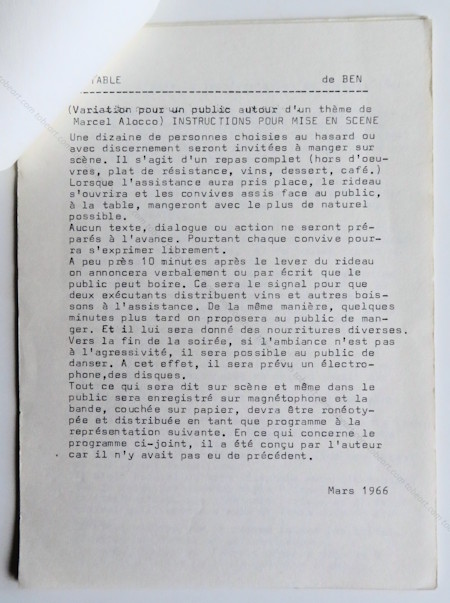 TABLE de BEN
(Variation pour un public autour d'un thème de
Marcel Alocco) INSTRUCTIONS POUR MISE EN SCENE
Une dizaine de personnes choisies au hasard ou
avec discernement seront invitées à manger sur
scène. Il s'agit d'un repas complet (hors d'oeu-
vres, plat de résistance, vins, dessert, café.)
Lorsque l'assistance aura pris place, le rideau
s'ouvrira et les convives assis face au public,
à la table, mangeront avec le plus de naturel
possible.
Aucun texte, dialogue ou action ne seront pré-
parés à l'avance. Pourtant chaque convive pour-
ra s'exprimer librement.
A peu près 10 minutes après le lever du rideau
on annoncera verbalement ou par écrit que le
public peut boire. Ce sera le signal pour que
deux exécutants distribuent vins et autres bois-
sons à l'assistance. De la même manière, quelques
minutes plus tard on proposera au public de man-
ger. Et il lui sera donné des nourritures diverses.
Vers la fin de la soirée, si l'ambiance n'est pas
à l'agressivité, il sera possible au public de
danser. A cet effet, il sera prévu un électro-
phone,des disques.
Tout ce qui sera dit sur scène et même dans le
public sera enregistré sur magnétophone et la
bande, couchée sur papier, devra être ronéoty-
pée et distribuée en tant que programme à la
représentation suivante. En ce qui concerne le
programme ci-joint, il a été conçu par l'auteur
car il n'y avait pas eu de précédent.
Mars 1966